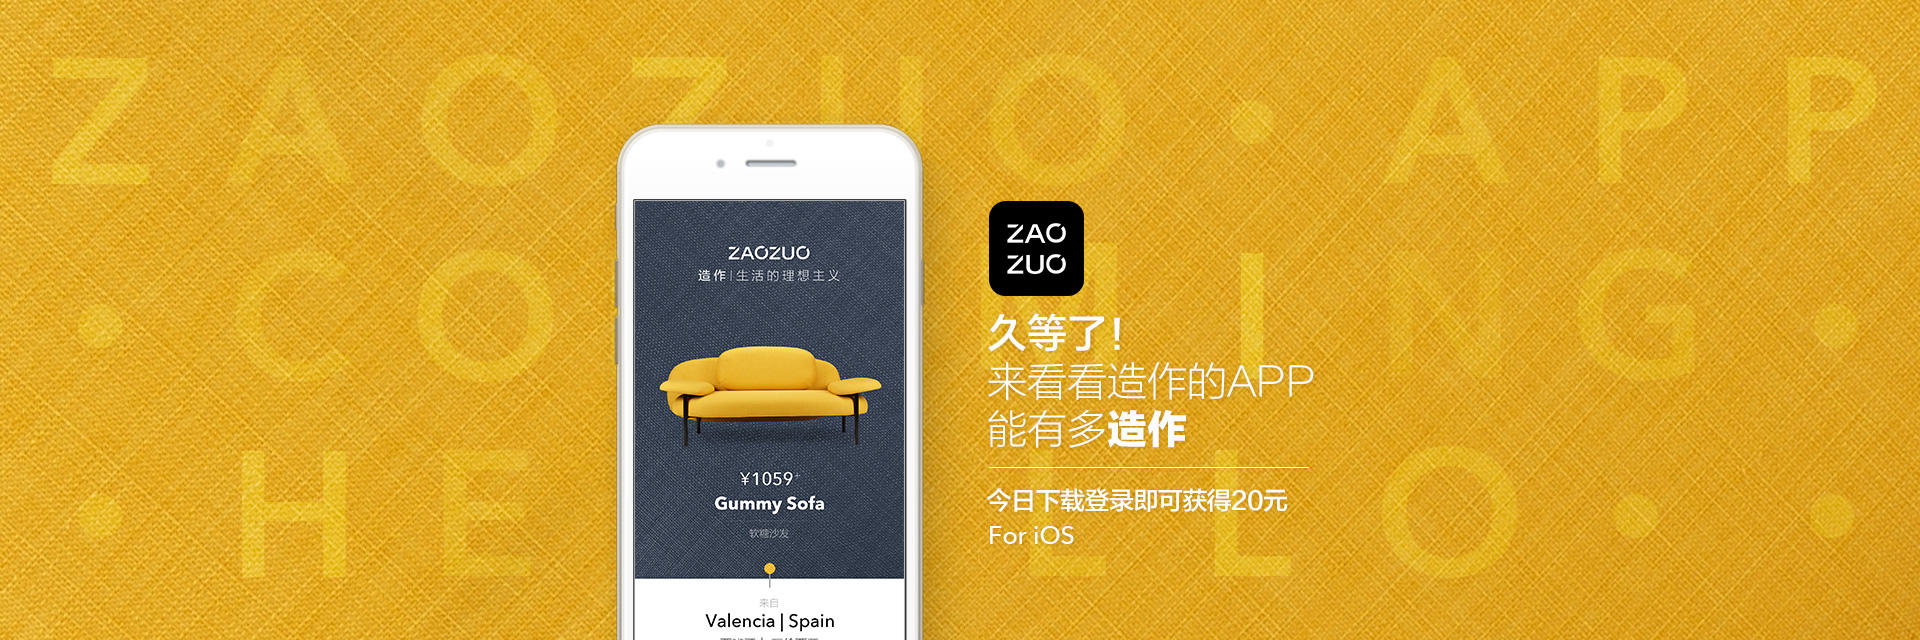 ZAOZUO · APP
· COMING ·
· HELLO · ·
ZAOZUO
造作|生活的理想主义
¥1059+
Gummy Sofa
软糖沙发
来自
Valencia | Spain
ZAO
ZUO
久等了!
来看看造作的APP
能有多造作
今日下载登录即可获得20元
For iOS